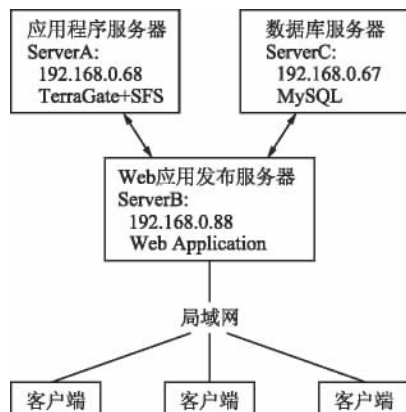 应用程序服务器
ServerA:
192.168.0.68
TerraGate+SFS
数据库服务器
ServerC:
192.168.0.67
MySQL
Web应用发布服务器
ServerB:
192.168.0.88
Web Application
局域网
客户端
客户端
客户端